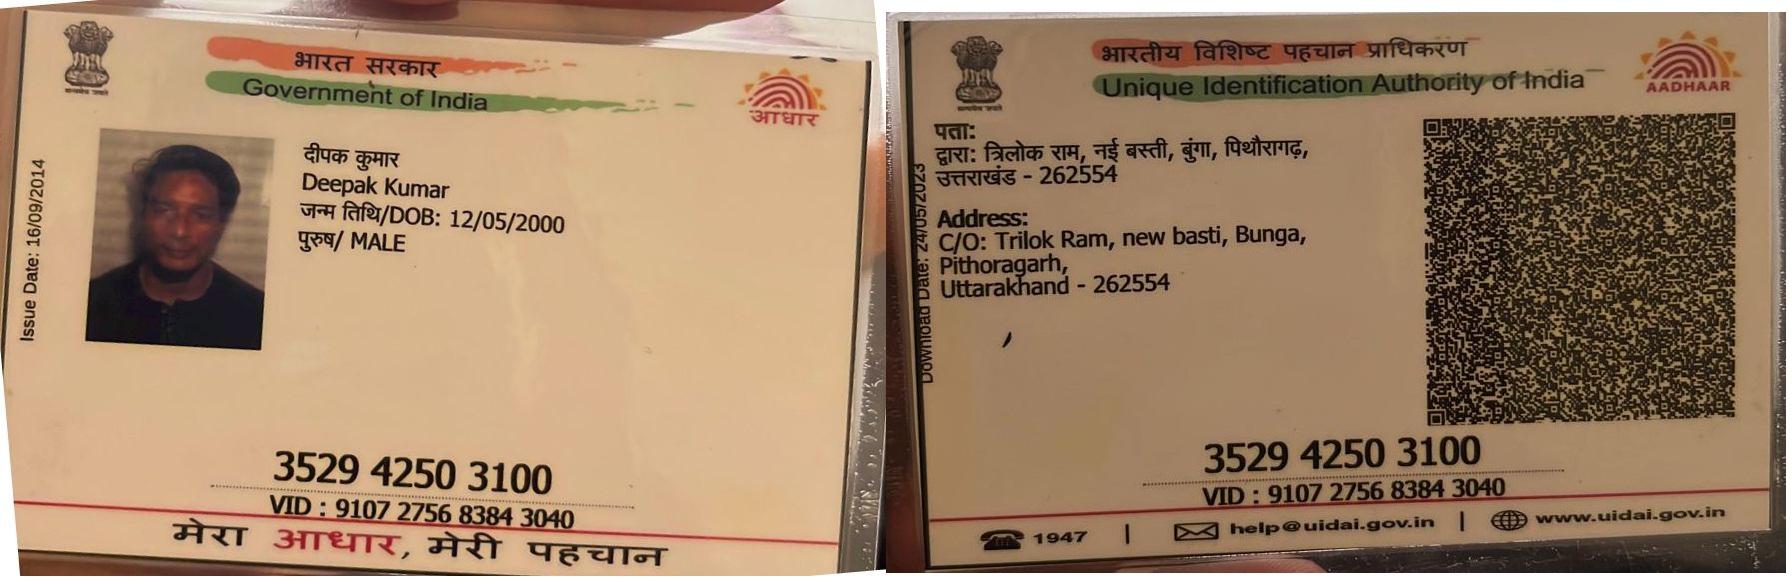 भारत सरकार
Government of India
आधार
Issue Date: 16/09/2014
दीपक कुमार
Deepak Kumar
जन्म तिथि/DOB: 12/05/2000
पुरुष/ MALE
3529 4250 3100
VID : 9107 2756 8384 3040
मेरा आधार, मेरी पहचान
भारतीय विशिष्ट पहचान प्राधिकरण
Unique Identification Authority of India
AADHAAR
Download Date: 24/05/2023
पता:
द्वारा: त्रिलोक राम, नई बस्ती, बुंगा, पिथौरागढ़,
उत्तराखंड - 262554
Address:
C/O: Trilok Ram, new basti, Bunga,
Pithoragarh,
Uttarakhand - 262554
3529 4250 3100
VID : 9107 2756 8384 3040
1947 | help@uidai.gov.in | www.uidai.gov.in